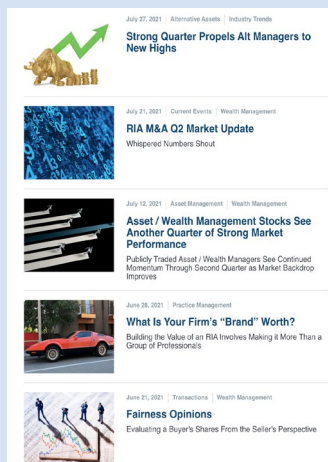 July 27, 2021 | Alternative Assets | Industry Trends
Strong Quarter Propels Alt Managers to
New Highs
July 21, 2021 | Current Events | Wealth Management
RIA M&A Q2 Market Update
Whispered Numbers Shout
July 12, 2021 | Asset Management | Wealth Management
Asset / Wealth Management Stocks See
Another Quarter of Strong Market
Performance
Publicly Traded Asset / Wealth Managers See Continued
Momentum Through Second Quarter as Market Backdrop
Improves
June 28, 2021 | Practice Management
What Is Your Firm’s “Brand” Worth?
Building the Value of an RIA Involves Making it More Than a
Group of Professionals
June 21, 2021 | Transactions | Wealth Management
Fairness Opinions
Evaluating a Buyer's Shares From the Seller's Perspective